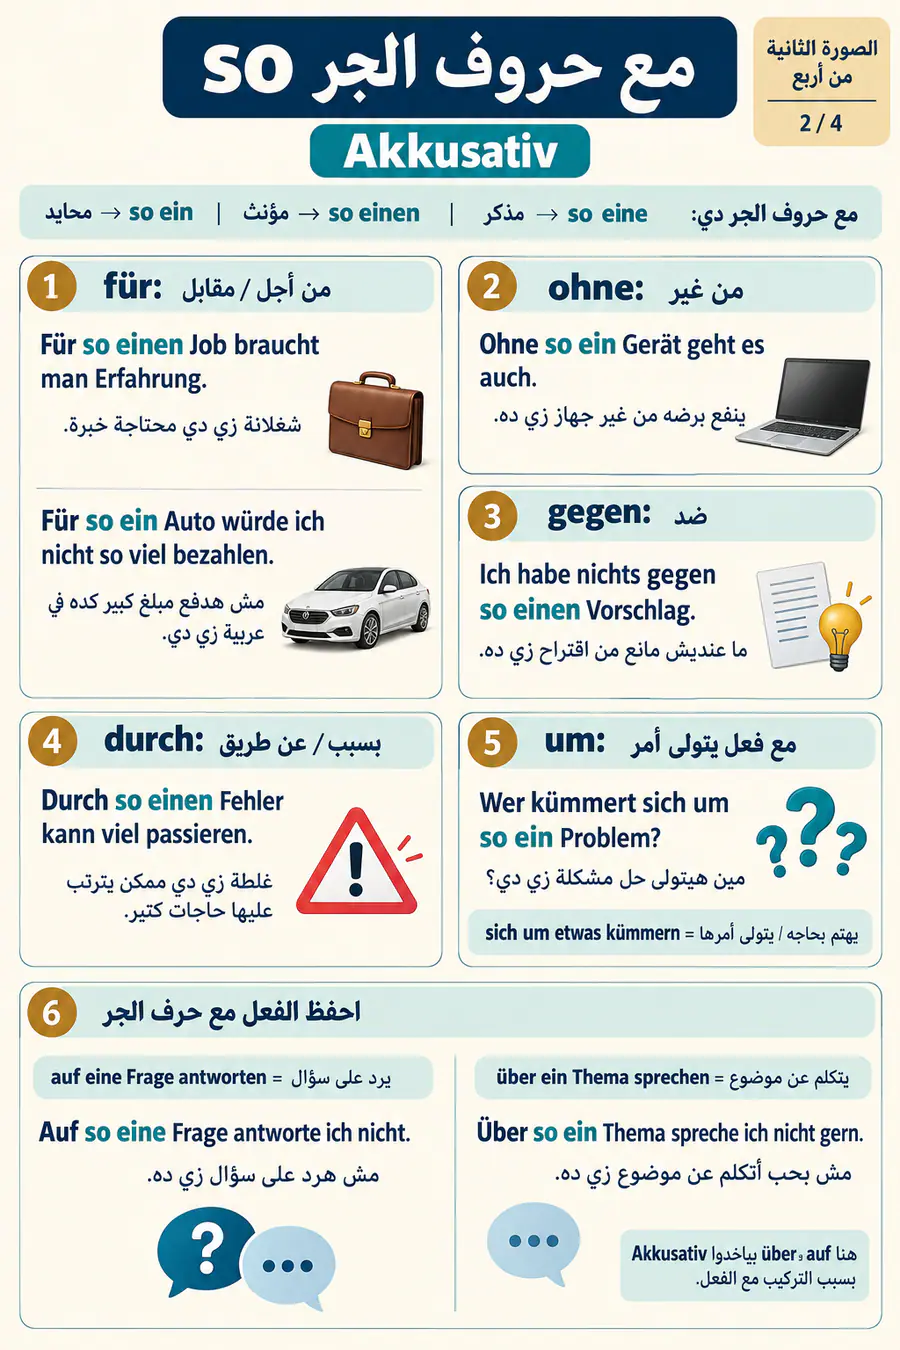 so مع حروف الجر
الصورة الثانية
من أربع
2 / 4
Akkusativ
مع حروف الجر دي: so eine ← مذكر | so einen ← مؤنث | so ein ← محايد
1 für: من أجل / مقابل
Für so einen Job braucht
man Erfahrung.
شغلانة زي دي محتاجة خبرة.
Für so ein Auto würde ich
nicht so viel bezahlen.
مش هدفع مبلغ كبير كده في
عربية زي دي.
2 ohne: من غير
Ohne so ein Gerät geht es
auch.
ينفع برضه من غير جهاز زي ده.
3 gegen: ضد
Ich habe nichts gegen
so einen Vorschlag.
ما عنديش مانع من اقتراح زي ده.
4 durch: بسبب / عن طريق
Durch so einen Fehler
kann viel passieren.
غلطة زي دي ممكن يترتب
عليها حاجات كتير.
5 um: مع فعل يتولى أمر
Wer kümmert sich um
so ein Problem?
مين هيتولى حل مشكلة زي دي؟
sich um etwas kümmern = يهتم بحاجه / يتولى أمرها
6 احفظ الفعل مع حرف الجر
auf eine Frage antworten = يرد على سؤال
Auf so eine Frage antworte ich nicht.
مش هرد على سؤال زي ده.
über ein Thema sprechen = يتكلم عن موضوع
Über so ein Thema spreche ich nicht gern.
مش بحب أتكلم عن موضوع زي ده.
هنا auf و über بياخدوا Akkusativ
بسبب التركيب مع الفعل.